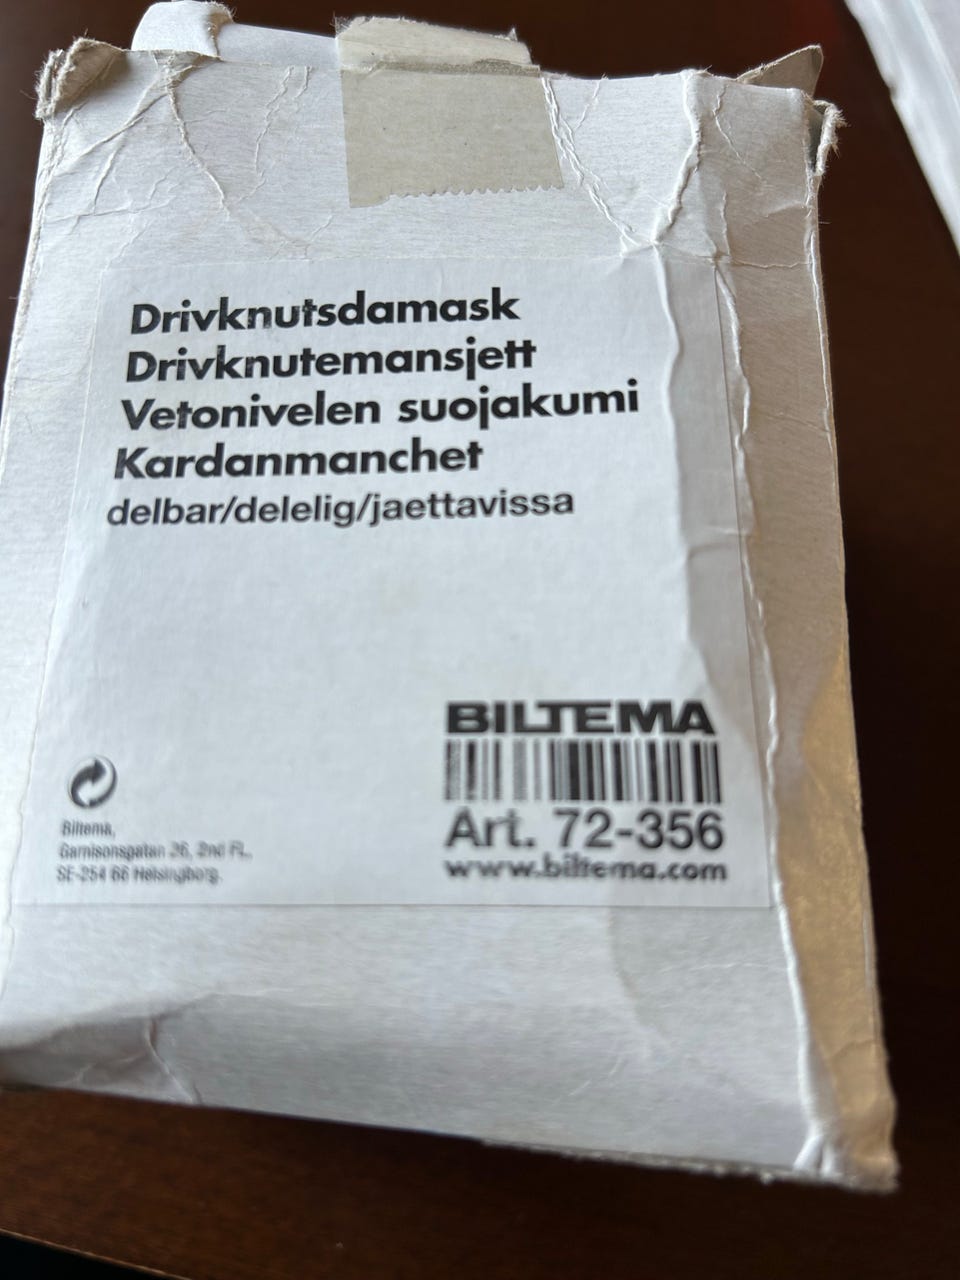 Drivknutsdamask
Drivknutemansjett
Vetonivelen suojakumi
Kardanmanchet
delbar/delelig/jaettavissa
BILTEMA
Art. 72-356
www.biltema.com
Biltema,
Garnisonsgatan 26, 2nd FL.
SE-254 66 Helsingborg.